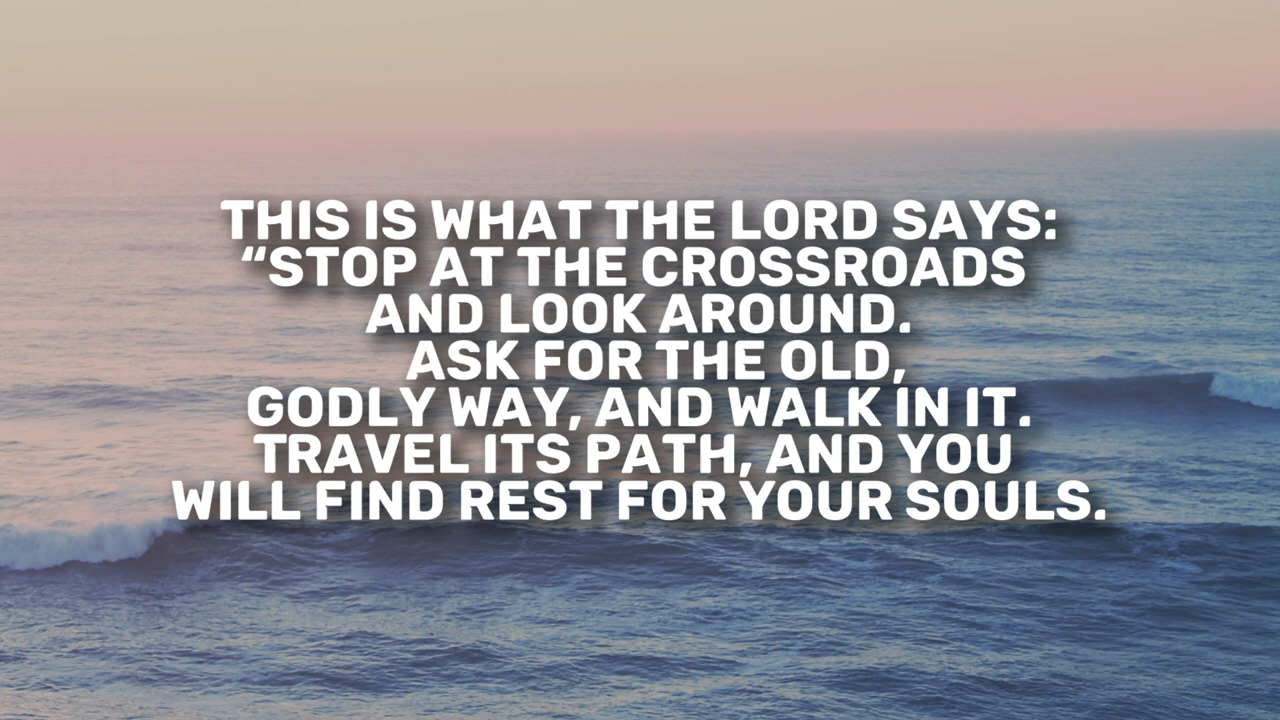 THIS IS WHAT THE LORD SAYS:
“STOP AT THE CROSSROADS
AND LOOK AROUND.
ASK FOR THE OLD,
GODLY WAY, AND WALK IN IT.
TRAVEL ITS PATH, AND YOU
WILL FIND REST FOR YOUR SOULS.